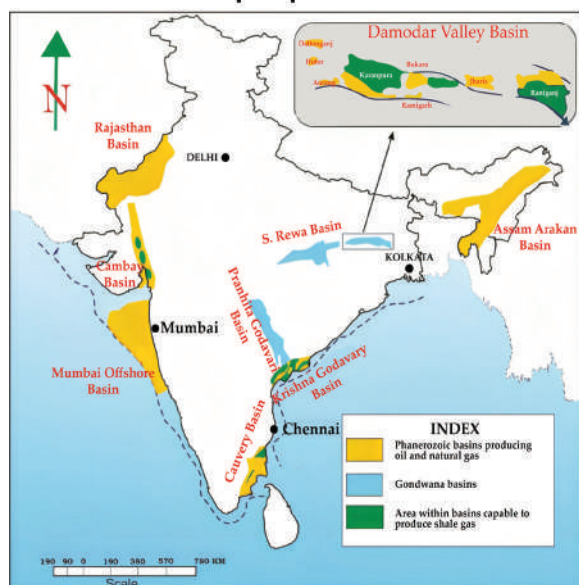 Damodar Valley Basin
Daltonganj
Hutar
Auranga
Karanpura
Bokaro
Ramgarh
Jharia
Raniganj
N
Rajasthan
Basin
DELHI
Assam Arakan
Basin
S. Rewa Basin
KOLKATA
Cambay
Basin
Pranhita Godavari
Basin
Mumbai
Mumbai Offshore
Basin
Krishna Godavary
Basin
Cauvery Basin
Chennai
INDEX
Phanerozoic basins producing
oil and natural gas
Gondwana basins
Area within basins capable to
produce shale gas
190 90 0 190 380 570 780 KM
Scale